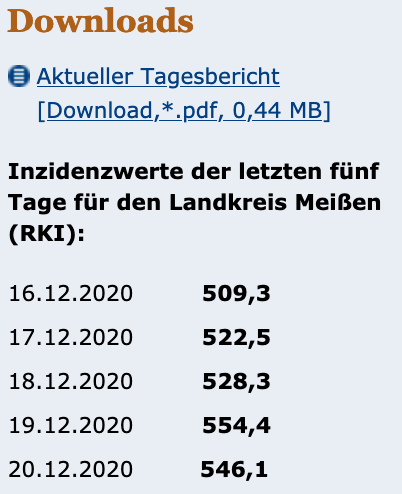 Downloads
Aktueller Tagesbericht
[Download,*.pdf, 0,44 MB]
Inzidenzwerte der letzten fünf
Tage für den Landkreis Meißen
(RKI):
16.12.2020 509,3
17.12.2020 522,5
18.12.2020 528,3
19.12.2020 554,4
20.12.2020 546,1